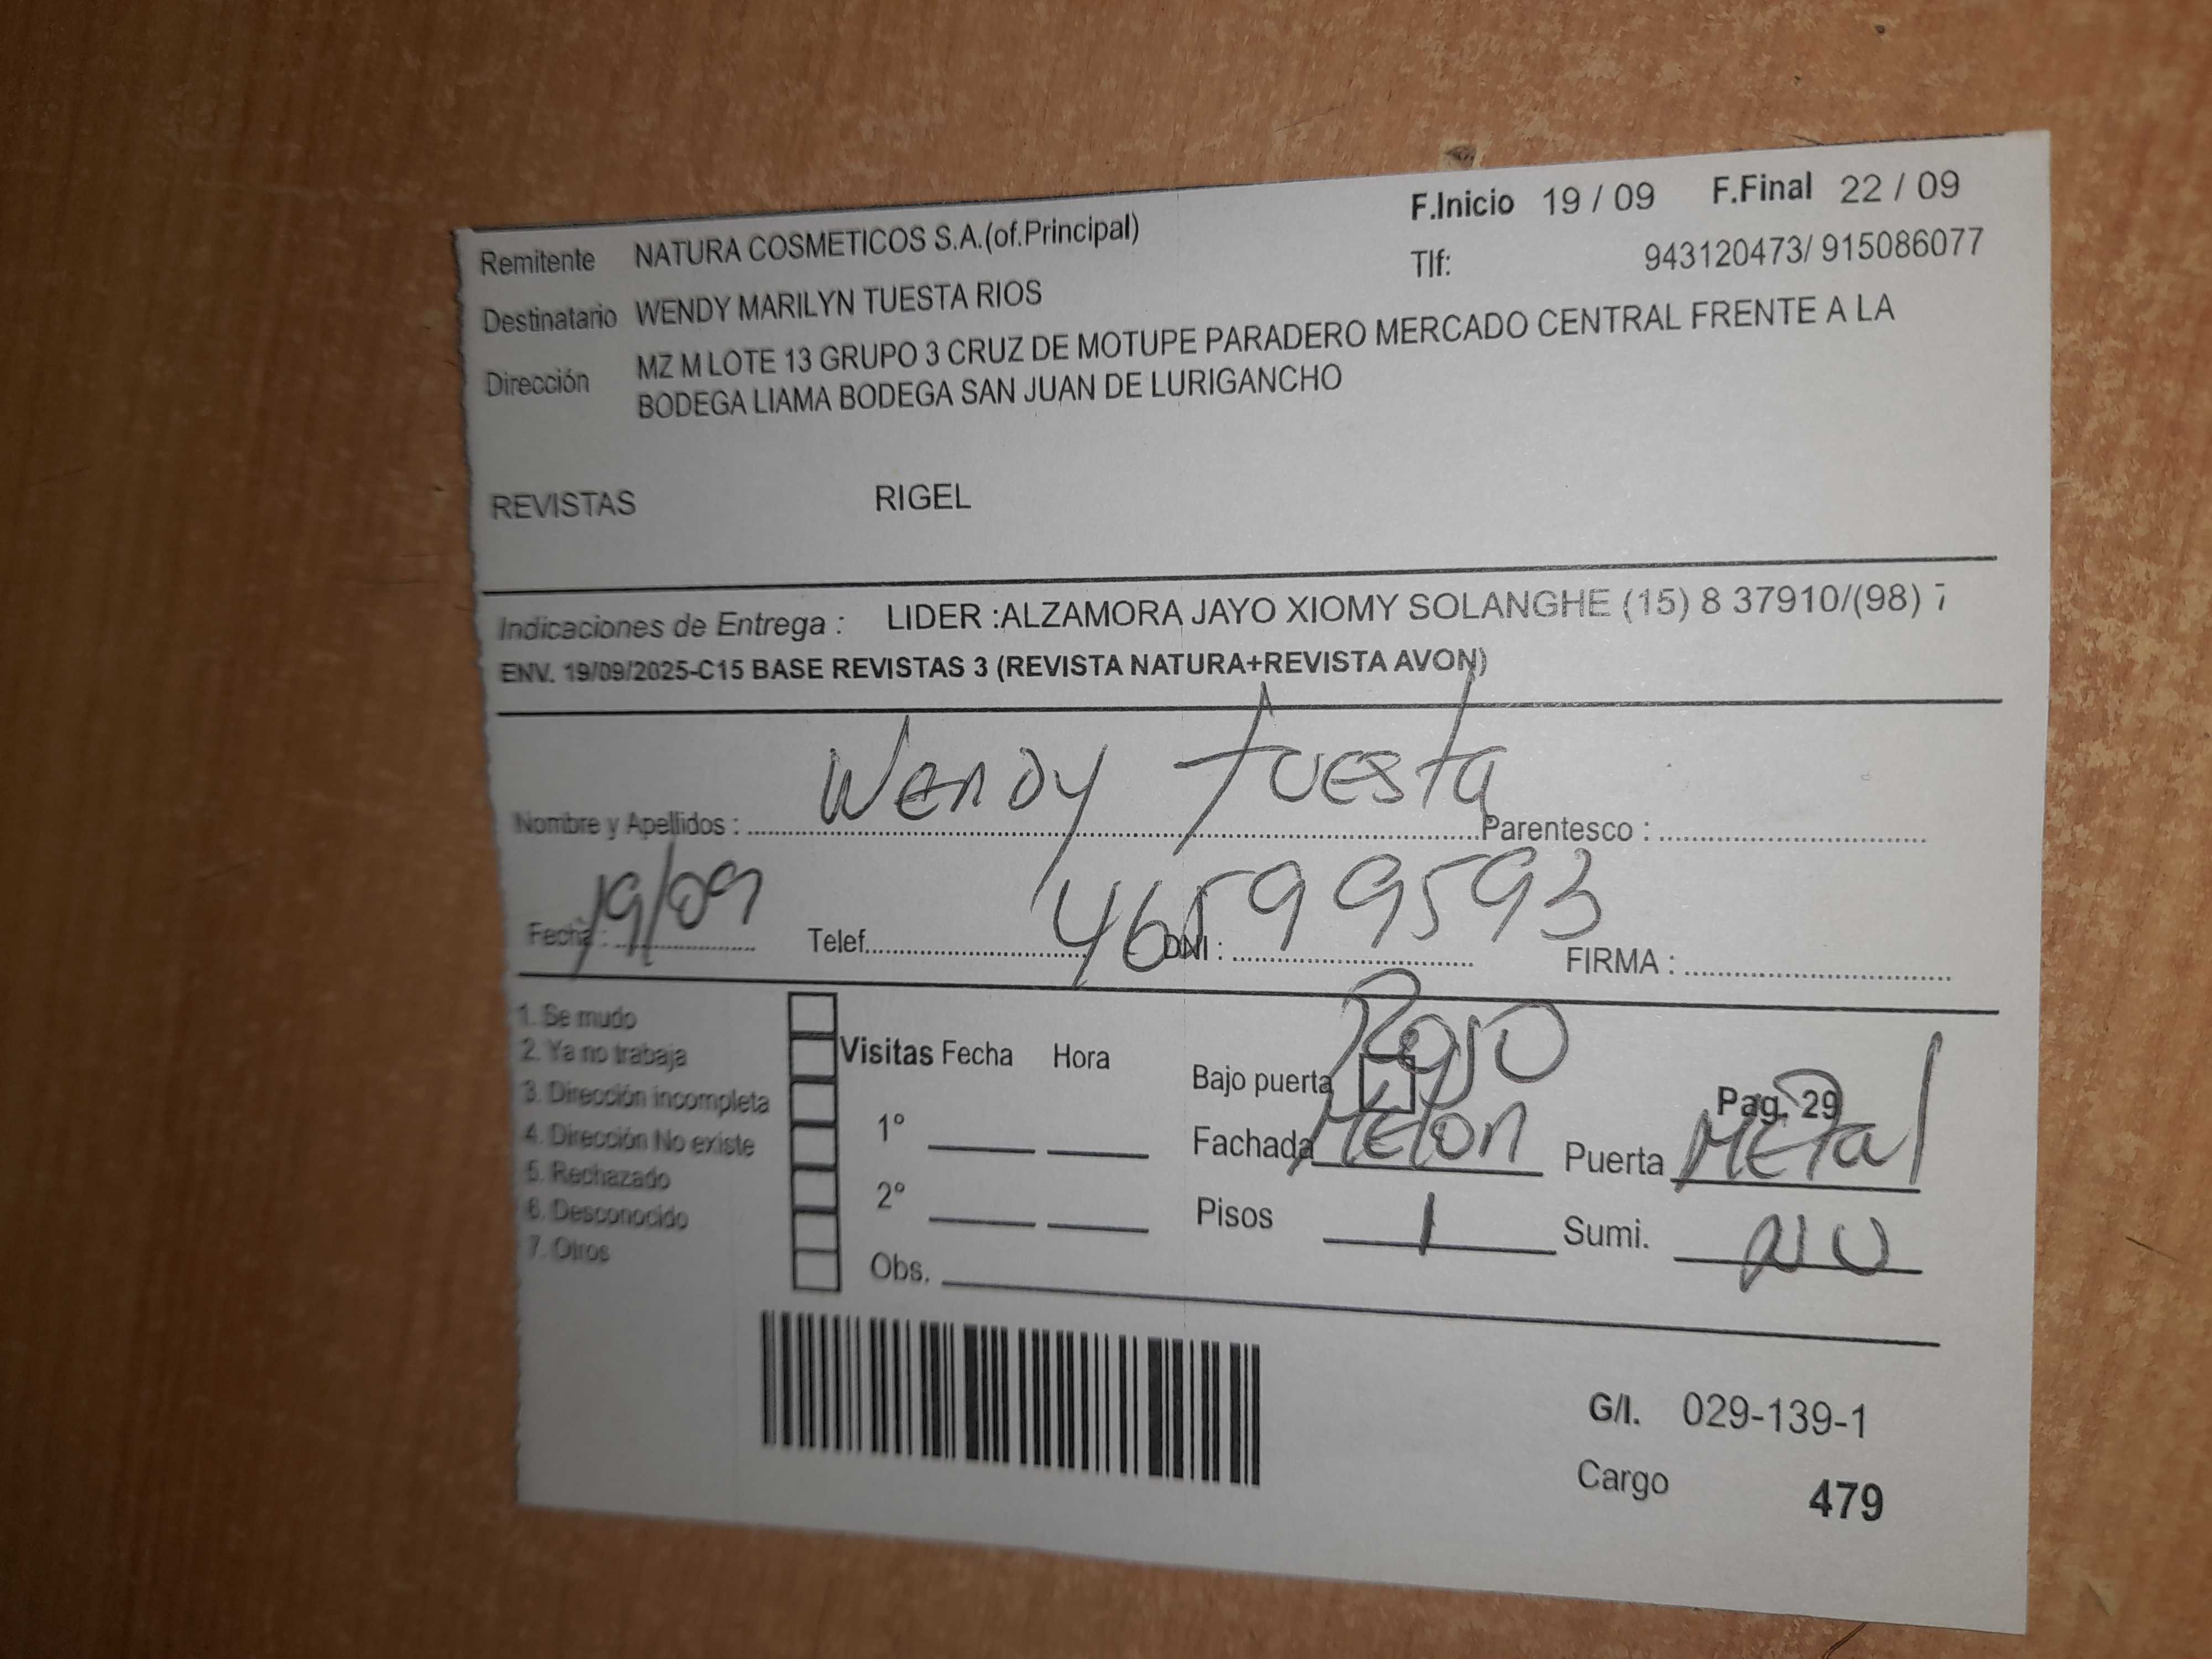 Remitente NATURA COSMETICOS S.A.(of.Principal) F.Inicio 19 / 09 F.Final 22 / 09
Tlf: 943120473/ 915086077
Destinatario WENDY MARILYN TUESTA RIOS
Dirección MZ M LOTE 13 GRUPO 3 CRUZ DE MOTUPE PARADERO MERCADO CENTRAL FRENTE A LA
BODEGA LIAMA BODEGA SAN JUAN DE LURIGANCHO
REVISTAS RIGEL
Indicaciones de Entrega : LIDER :ALZAMORA JAYO XIOMY SOLANGHE (15) 8 37910/(98) 7
ENV. 19/09/2025-C15 BASE REVISTAS 3 (REVISTA NATURA+REVISTA AVON)
Nombre y Apellidos : Wendy Tuesta Parentesco :
Fecha : 19/09 Telef. DNI : 46599593 FIRMA :
1. Se mudo
2. Ya no trabaja
3. Dirección incompleta
4. Dirección No existe
5. Rechazado
6. Desconocido
7. Otros
Visitas Fecha Hora
1º
2º
Obs.
Bajo puerta Rojo Pag. 29
Fachada Melon Puerta Metal
Pisos 1 Sumi. NO
G/I. 029-139-1
Cargo 479